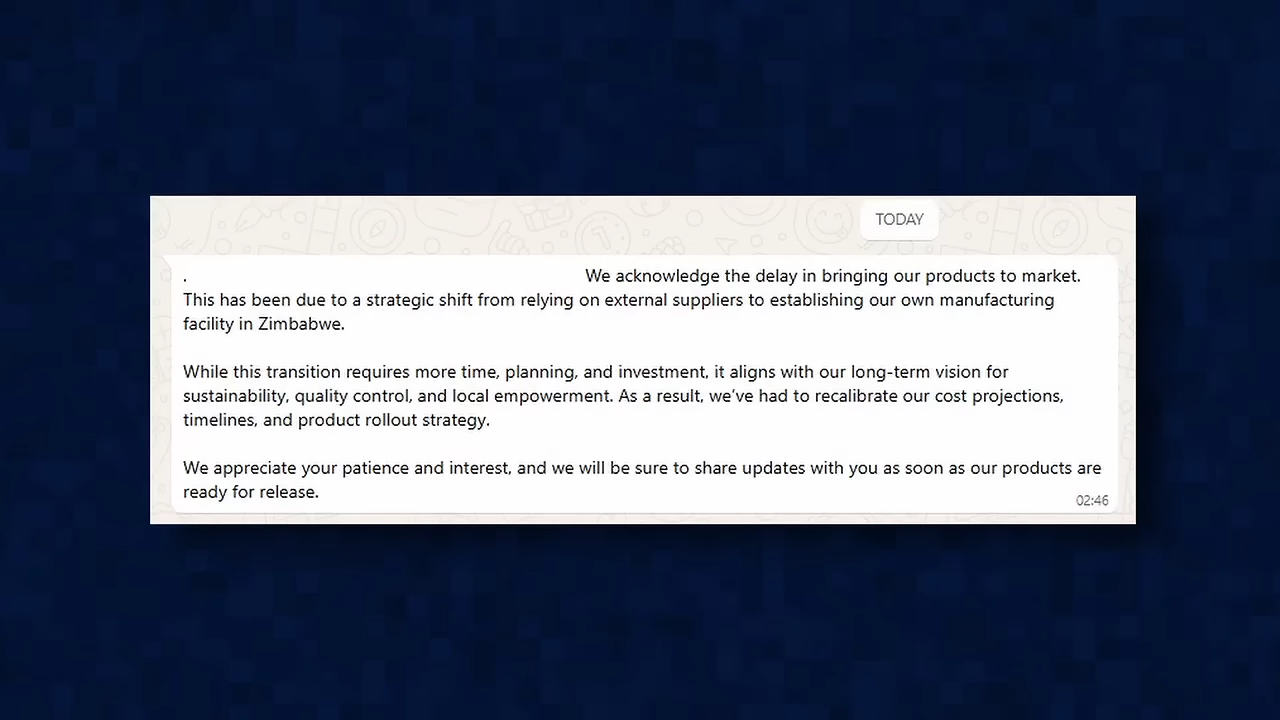 TODAY
. We acknowledge the delay in bringing our products to market.
This has been due to a strategic shift from relying on external suppliers to establishing our own manufacturing
facility in Zimbabwe.
While this transition requires more time, planning, and investment, it aligns with our long-term vision for
sustainability, quality control, and local empowerment. As a result, we’ve had to recalibrate our cost projections,
timelines, and product rollout strategy.
We appreciate your patience and interest, and we will be sure to share updates with you as soon as our products are
ready for release.
02:46